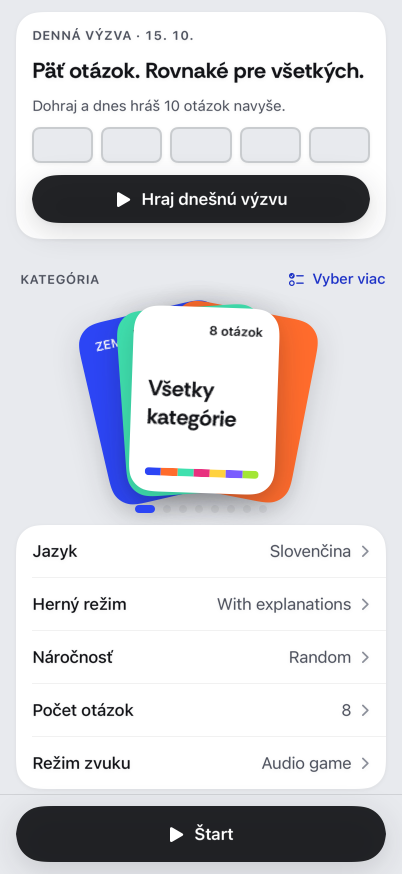 DENNÁ VÝZVA · 15. 10.
Päť otázok. Rovnaké pre všetkých.
Dohraj a dnes hráš 10 otázok navyše.
Hraj dnešnú výzvu
KATEGÓRIA
Vyber viac
8 otázok
Všetky
kategórie
Jazyk
Slovenčina
Herný režim
With explanations
Náročnosť
Random
Počet otázok
8
Režim zvuku
Audio game
Štart